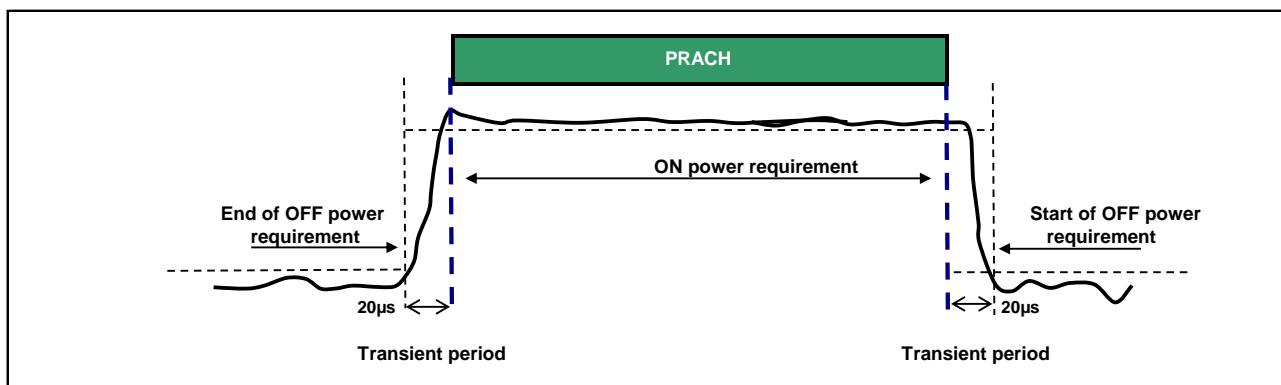 PRACH
ON power requirement
End of OFF power
requirement
Start of OFF power
requirement
20µs
20µs
Transient period
Transient period